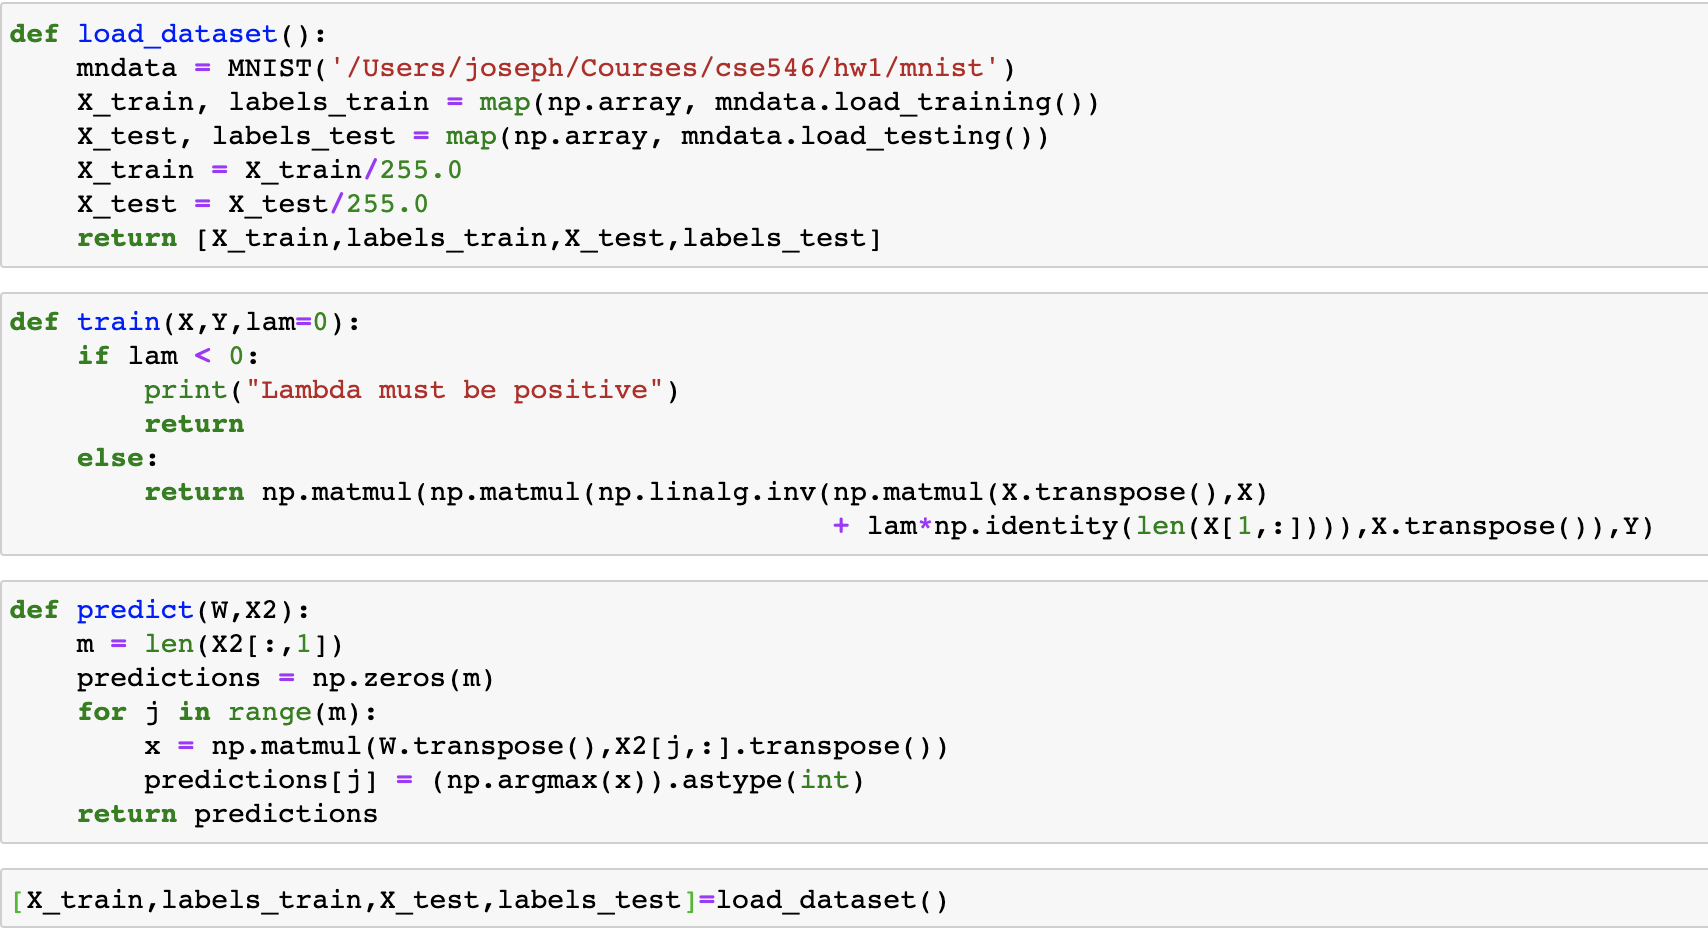 def load_dataset():
    mndata = MNIST('/Users/joseph/Courses/cse546/hw1/mnist')
    X_train, labels_train = map(np.array, mndata.load_training())
    X_test, labels_test = map(np.array, mndata.load_testing())
    X_train = X_train/255.0
    X_test = X_test/255.0
    return [X_train,labels_train,X_test,labels_test]
def train(X,Y,lam=0):
    if lam < 0:
        print("Lambda must be positive")
        return
    else:
        return np.matmul(np.matmul(np.linalg.inv(np.matmul(X.transpose(),X)
                                                 + lam*np.identity(len(X[1,:]))),X.transpose()),Y)
def predict(W,X2):
    m = len(X2[:,1])
    predictions = np.zeros(m)
    for j in range(m):
        x = np.matmul(W.transpose(),X2[j,:].transpose())
        predictions[j] = (np.argmax(x)).astype(int)
    return predictions
[X_train,labels_train,X_test,labels_test]=load_dataset()